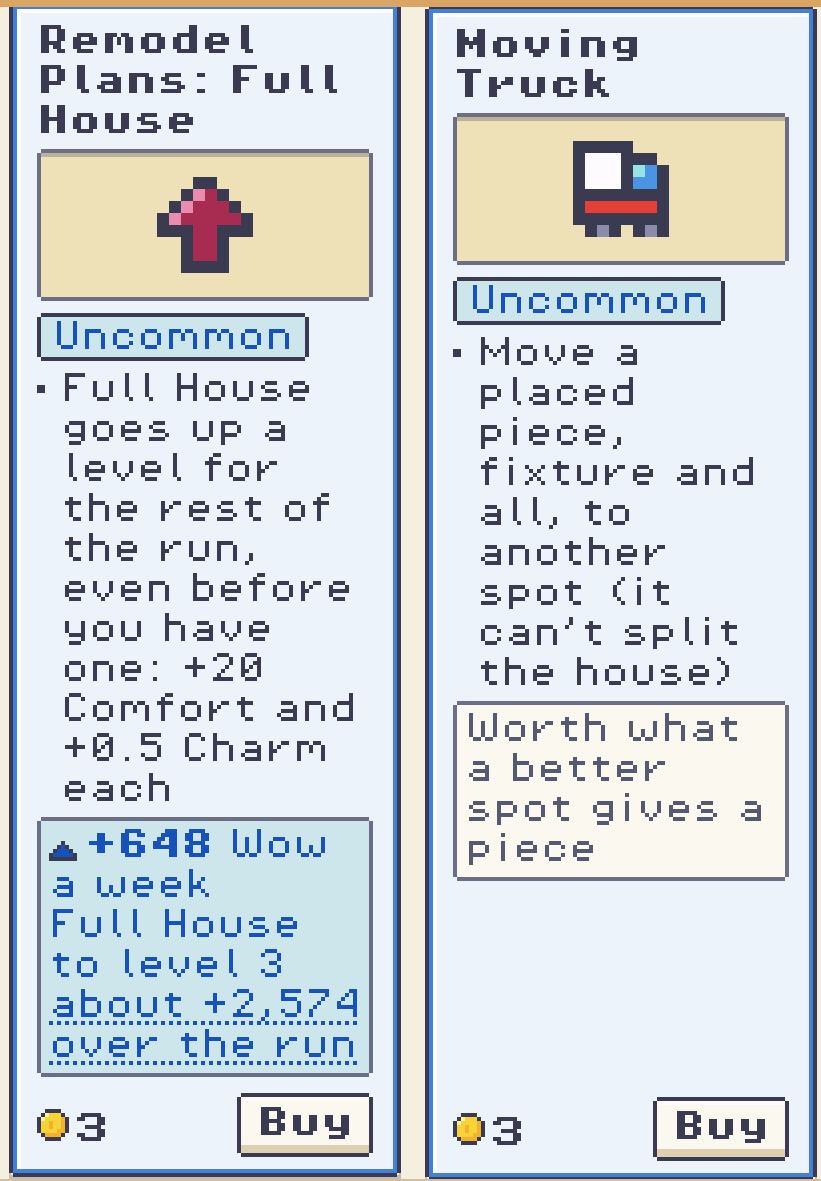 Remodel
Plans: Full
House
Uncommon
▪ Full House
goes up a
level for
the rest of
the run,
even before
you have
one: +20
Comfort and
+0.5 Charm
each
+648 Wow
a week
Full House
to level 3
about +2,574
over the run
3
Buy
Moving
Truck
Uncommon
▪ Move a
placed
piece,
fixture and
all, to
another
spot (it
can't split
the house)
Worth what
a better
spot gives a
piece
3
Buy